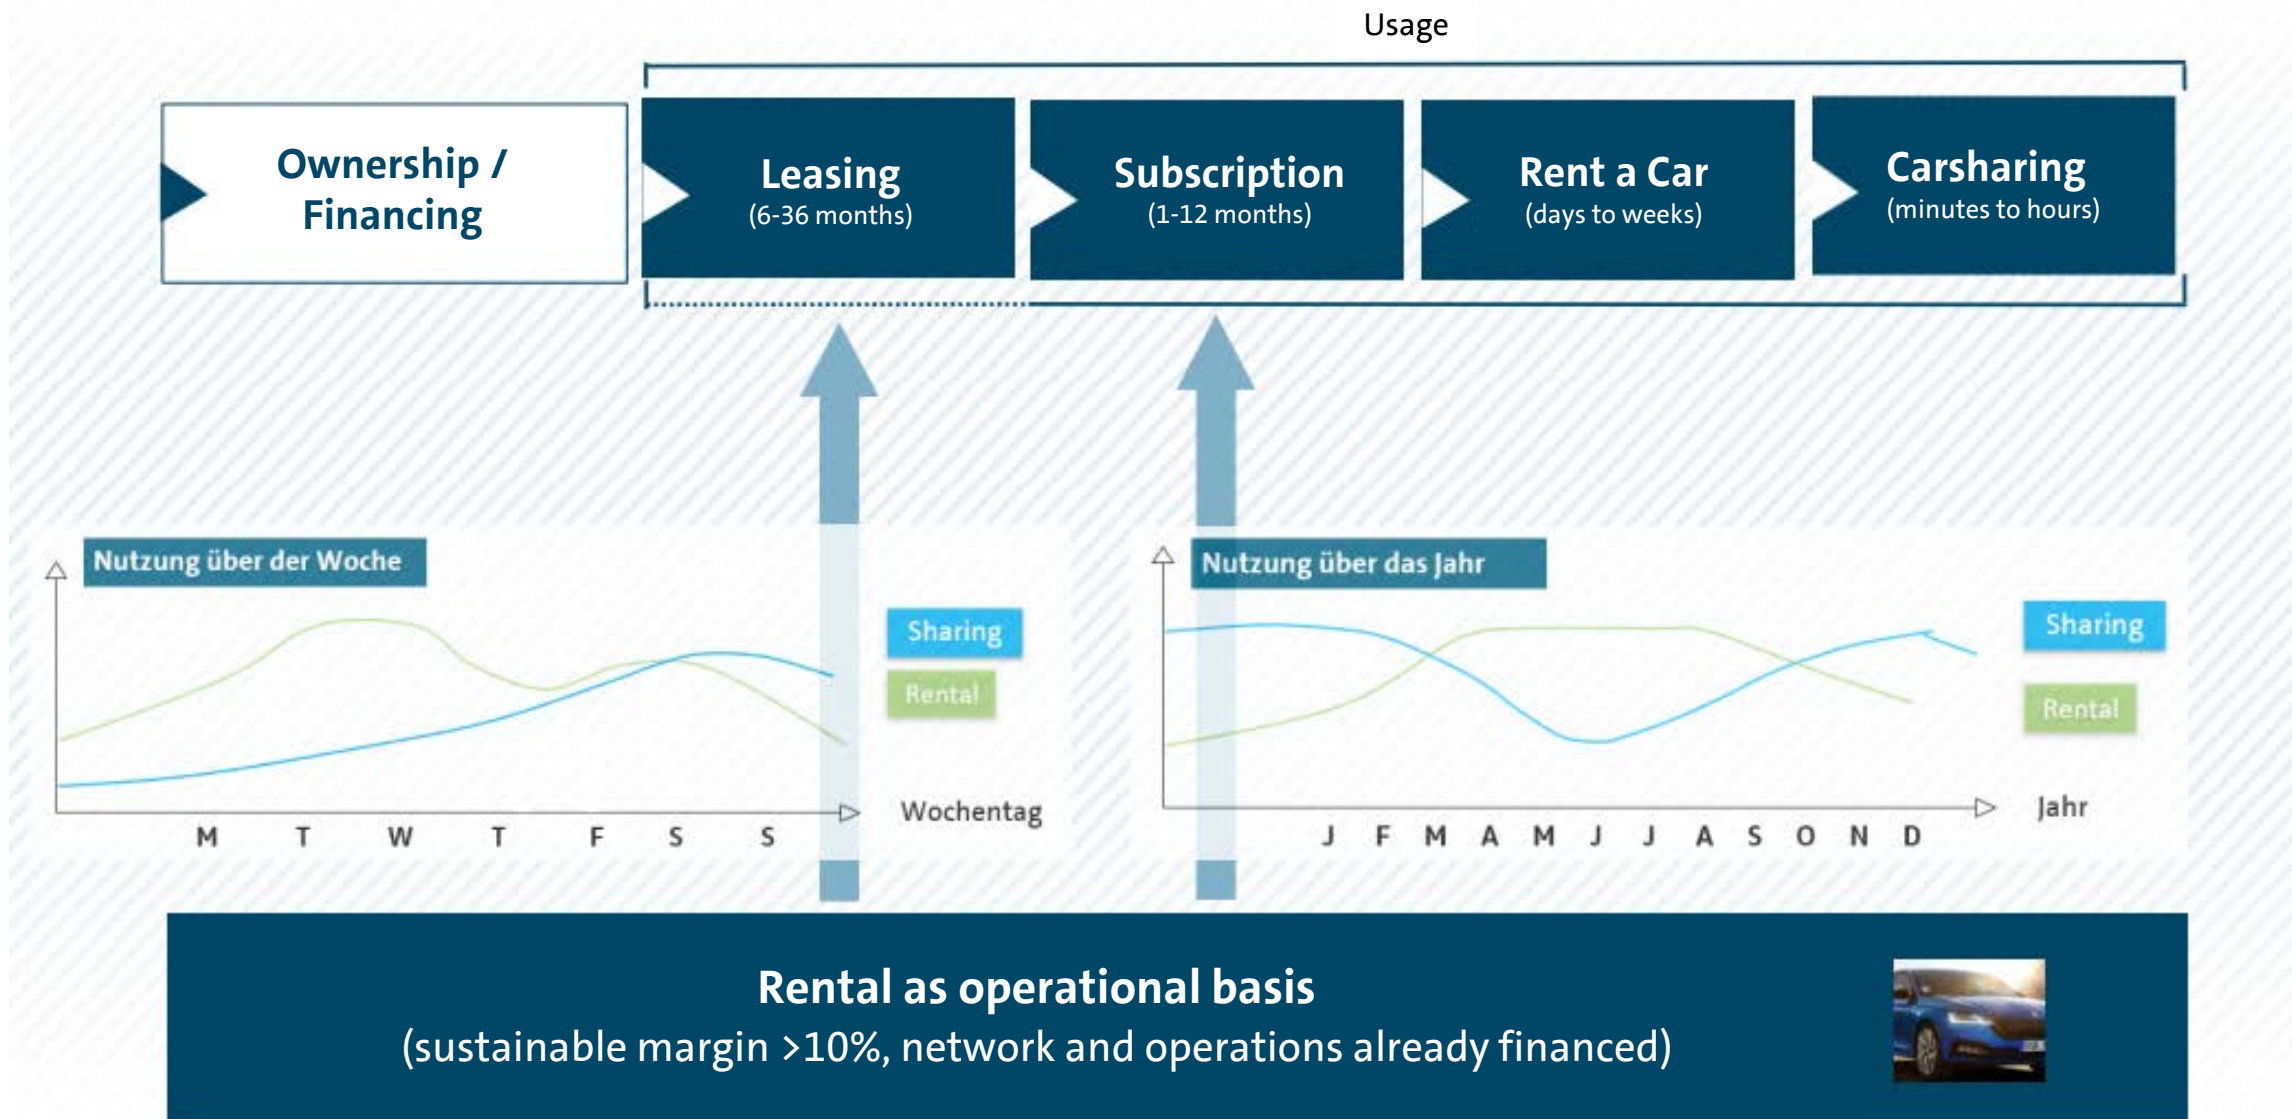 Usage
Ownership /
Financing
Leasing
(6-36 months)
Subscription
(1-12 months)
Rent a Car
(days to weeks)
Carsharing
(minutes to hours)
Nutzung über der Woche
Sharing
Rental
Wochentag
M T W T F S S
Nutzung über das Jahr
Sharing
Rental
Jahr
J F M A M J J A S O N D
Rental as operational basis
(sustainable margin >10%, network and operations already financed)